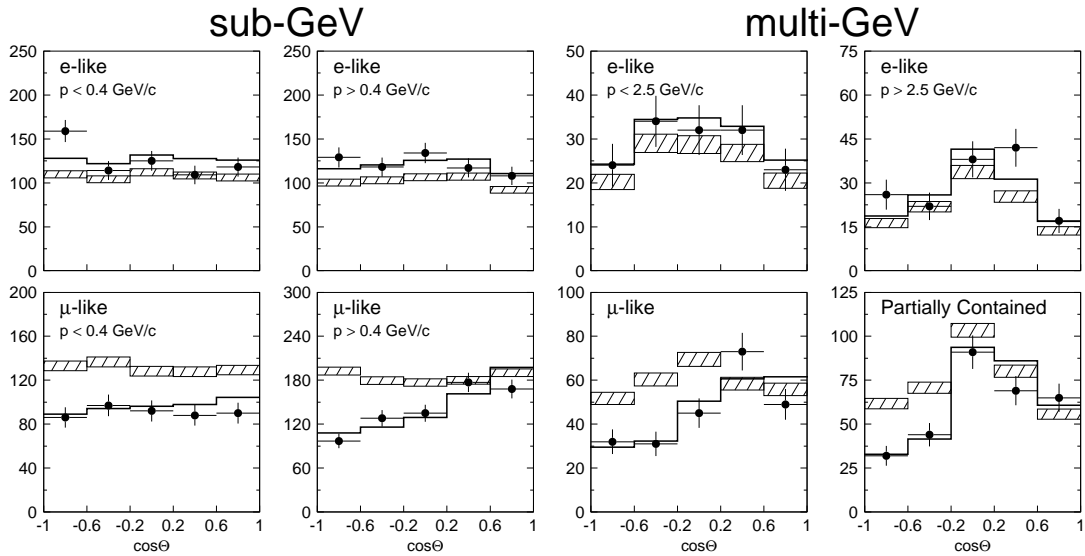 sub-GeV
multi-GeV
250
200
150
100
50
0
e-like
p < 0.4 GeV/c
250
200
150
100
50
0
e-like
p > 0.4 GeV/c
50
40
30
20
10
0
e-like
p < 2.5 GeV/c
75
60
45
30
15
0
e-like
p > 2.5 GeV/c
200
160
120
80
40
0
μ-like
p < 0.4 GeV/c
-1 -0.6 -0.2 0.2 0.6 1
cosΘ
300
240
180
120
60
0
μ-like
p > 0.4 GeV/c
-1 -0.6 -0.2 0.2 0.6 1
cosΘ
100
80
60
40
20
0
μ-like
-1 -0.6 -0.2 0.2 0.6 1
cosΘ
125
100
75
50
25
0
Partially Contained
-1 -0.6 -0.2 0.2 0.6 1
cosΘ